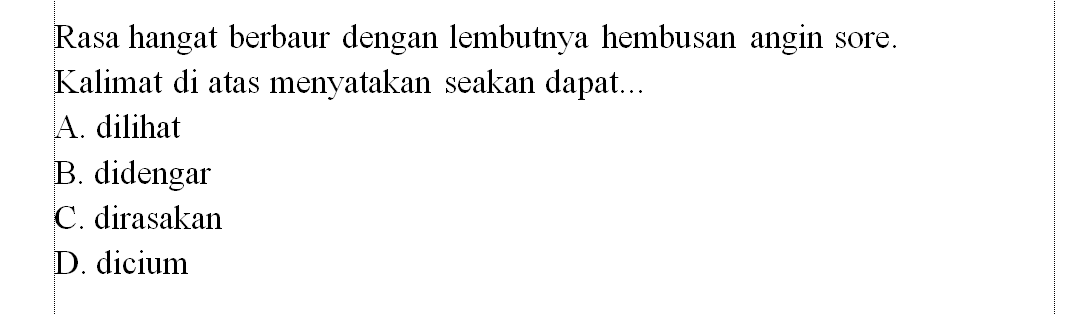 Rasa hangat berbaur dengan lembutnya hembusan angin sore.
Kalimat di atas menyatakan seakan dapat...
A. dilihat
B. didengar
C. dirasakan
D. dicium